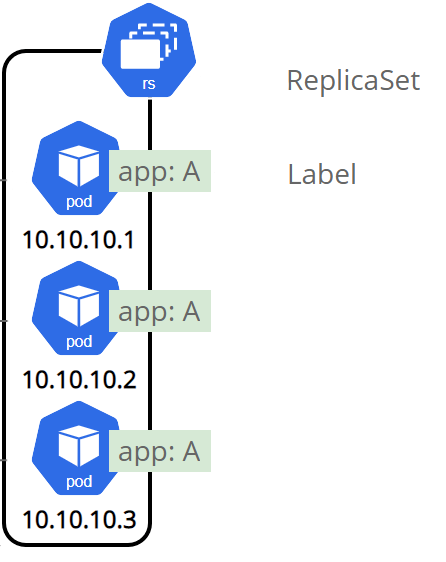 rs
ReplicaSet
app: A
Label
pod
10.10.10.1
app: A
pod
10.10.10.2
app: A
pod
10.10.10.3